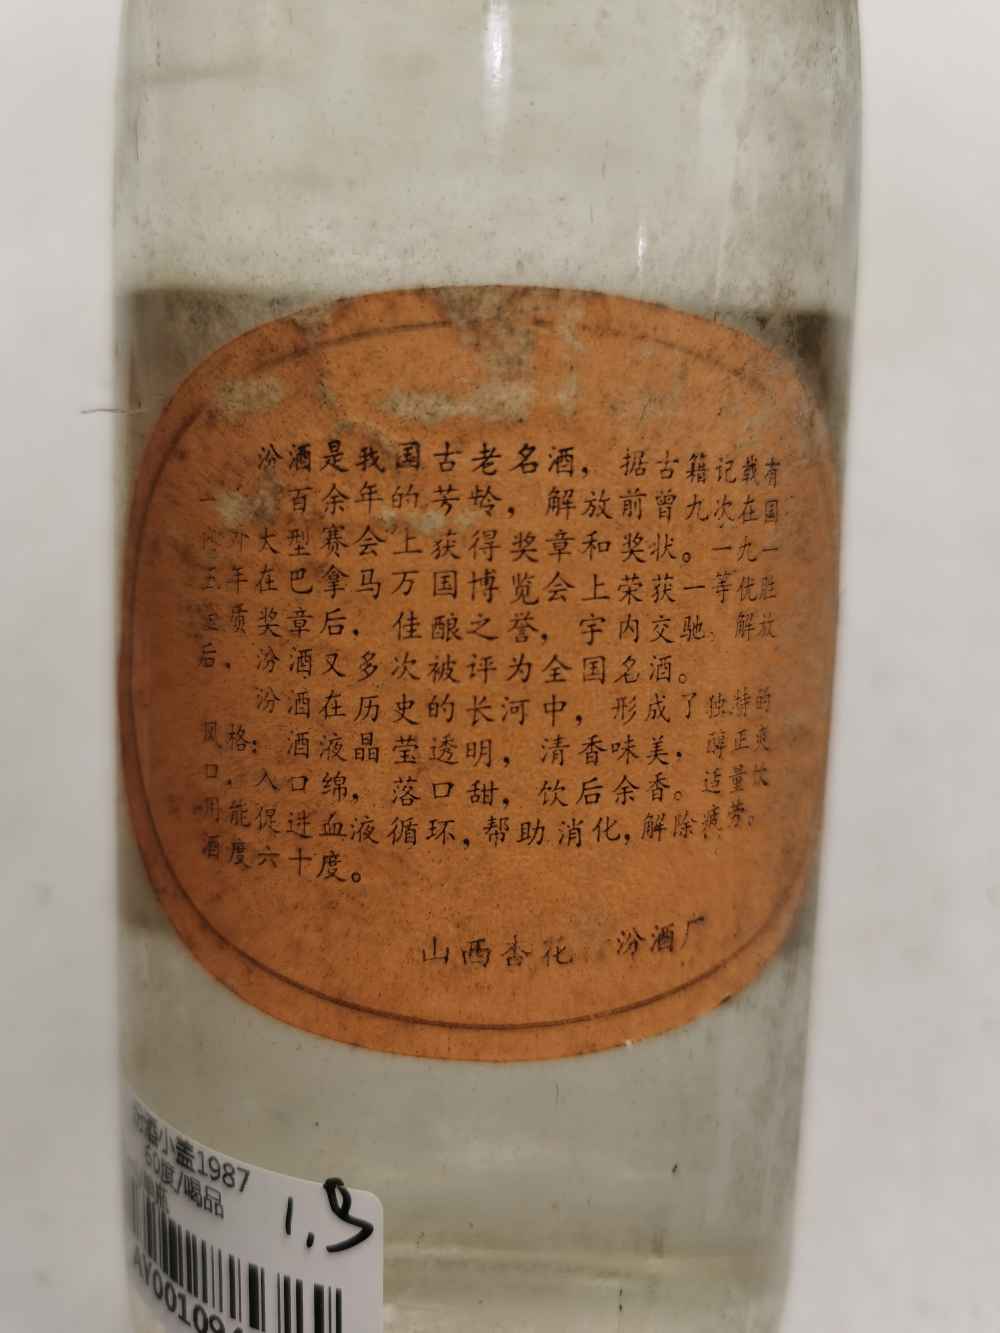 汾酒是我国古老名酒，据古籍记载有
一 百余年的芳龄，解放前曾九次在国
外大型赛会上获得奖章和奖状。一九一
五年在巴拿马万国博览会上荣获一等优胜
金质奖章后，佳酿之誉，宇内交驰，解放
后，汾酒又多次被评为全国名酒。
汾酒在历史的长河中，形成了独特的
风格：酒液晶莹透明，清香味美，醇正爽
口，入口绵，落口甜，饮后余香。适量饮
用能促进血液循环，帮助消化，解除疲劳。
酒度六十度。
山西杏花 汾酒厂
小盖1987
60度/喝品
1.9
AY00109